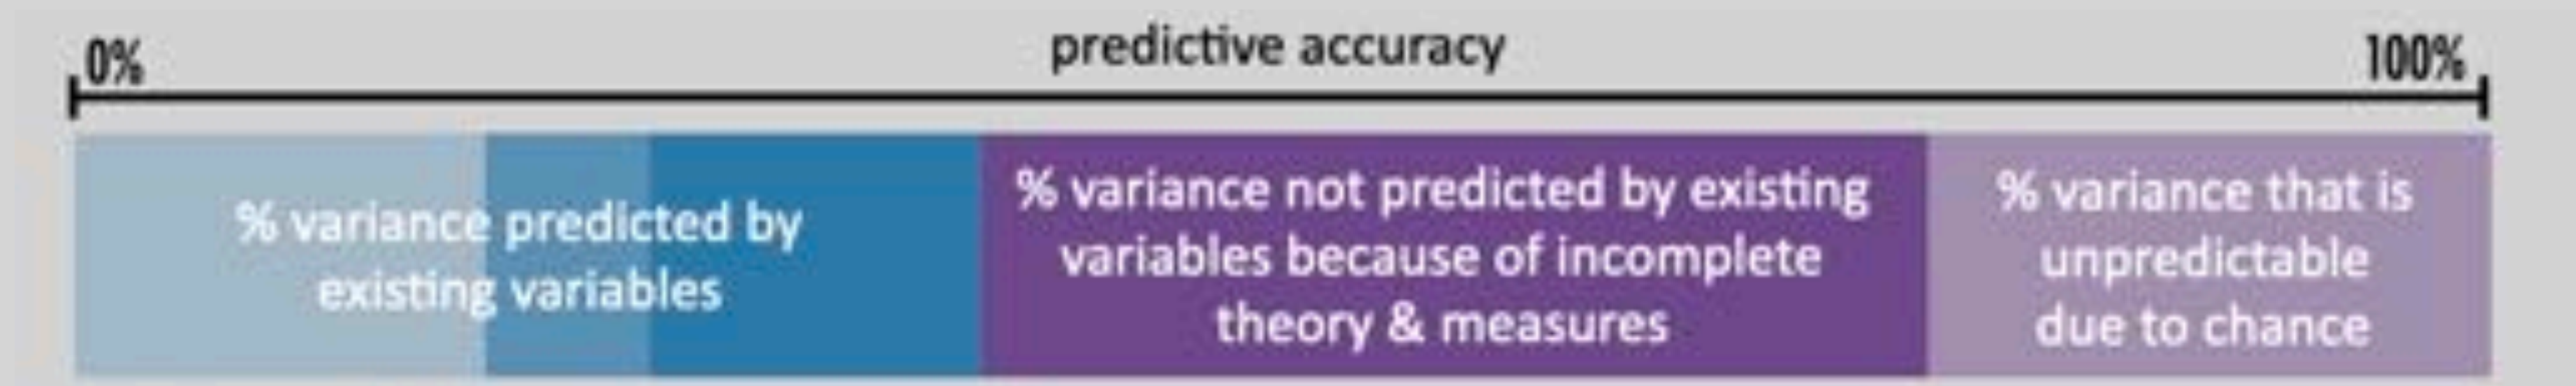 0%
predictive accuracy
100%
% variance predicted by
existing variables
% variance not predicted by existing
variables because of incomplete
theory & measures
% variance that is
unpredictable
due to chance